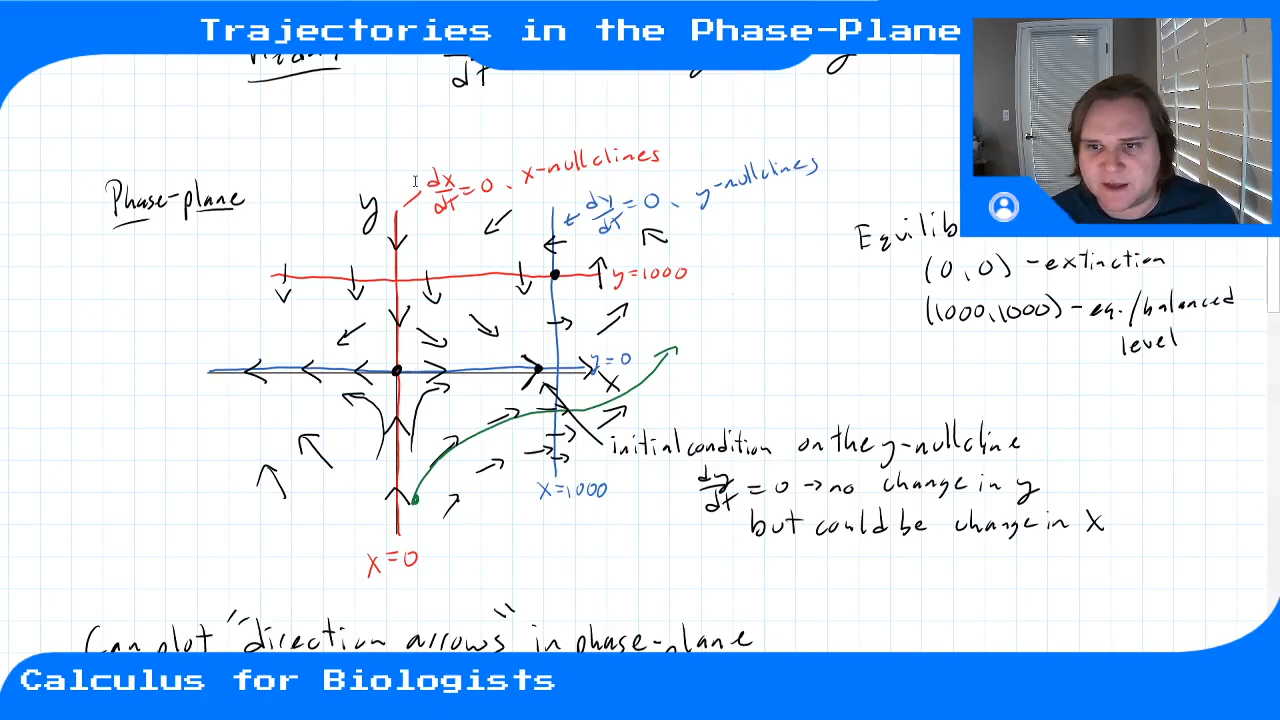 Trajectories in the Phase-Plane
dt
Phase-plane
y
dx/dt = 0, x-nullclines
dy/dt = 0, y-nullclines
y=1000
y=0
x
x=1000
x=0
Equilib
(0,0) - extinction
(1000,1000) - eq./balanced
level
initial condition on the y-nullcline
dy/dt = 0 → no change in y
but could be change in x
Can plot "direction arrows" in phase-plane
Calculus for Biologists